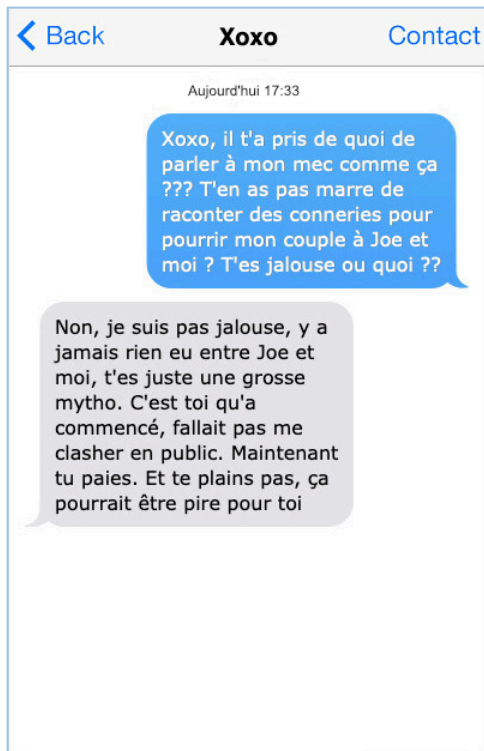 Back Xoxo Contact
Aujourd'hui 17:33
Xoxo, il t'a pris de quoi de
parler à mon mec comme ça
??? T'en as pas marre de
raconter des conneries pour
pourrir mon couple à Joe et
moi ? T'es jalouse ou quoi ??
Non, je suis pas jalouse, y a
jamais rien eu entre Joe et
moi, t'es juste une grosse
mytho. C'est toi qu'a
commencé, fallait pas me
clasher en public. Maintenant
tu paies. Et te plains pas, ça
pourrait être pire pour toi